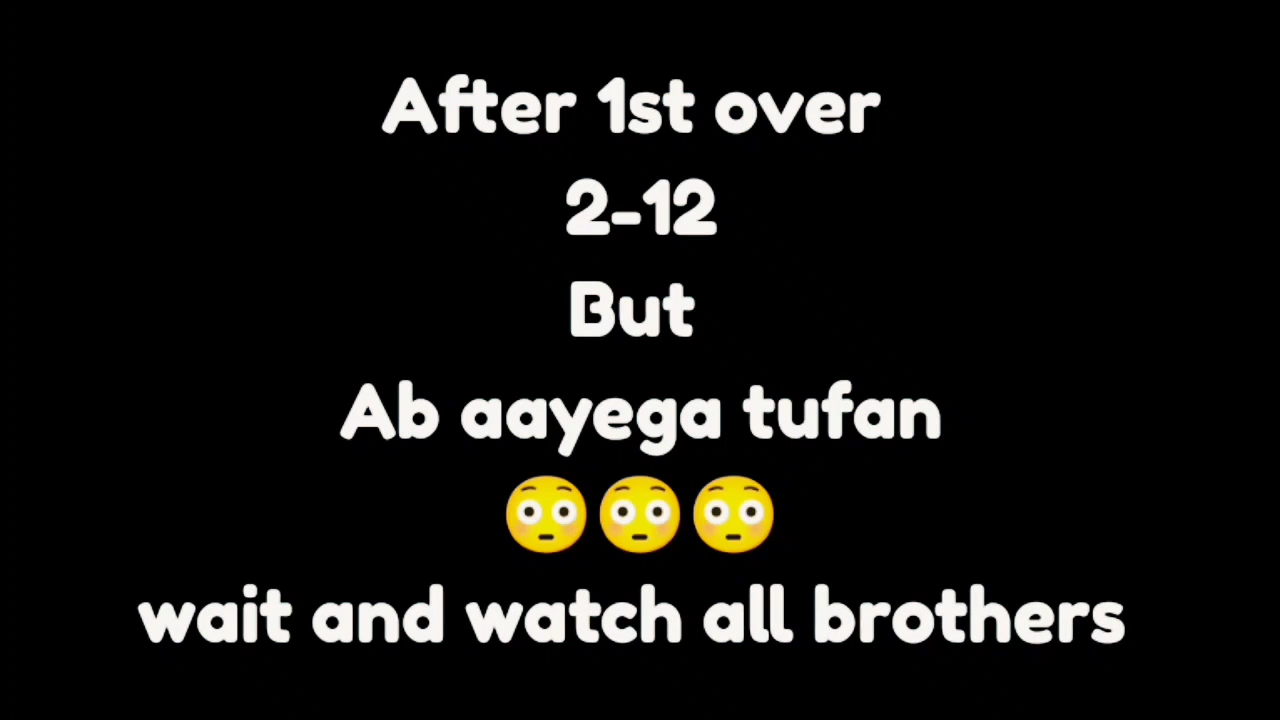 After 1st over
2-12
But
Ab aayega tufan
😳😳😳
wait and watch all brothers